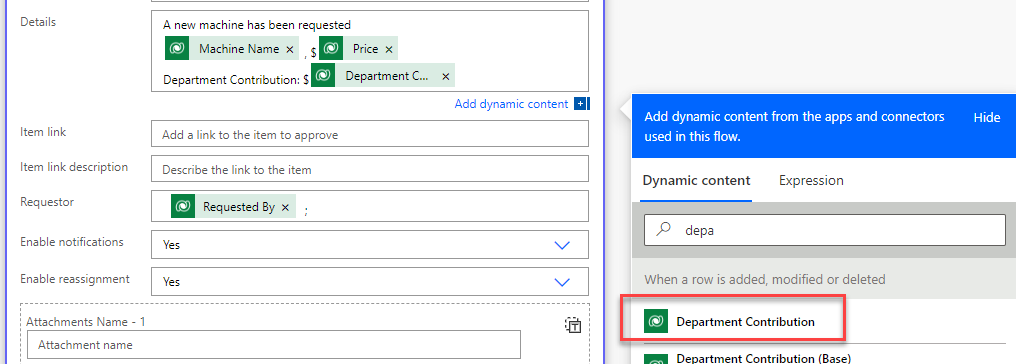 Details
A new machine has been requested
Machine Name × , $ Price ×
Department Contribution: $ Department C... ×
Add dynamic content +
Item link
Add a link to the item to approve
Item link description
Describe the link to the item
Requestor
Requested By × ;
Enable notifications
Yes
Enable reassignment
Yes
Attachments Name - 1
Attachment name
Add dynamic content from the apps and connectors
used in this flow.
Hide
Dynamic content
Expression
depa
When a row is added, modified or deleted
Department Contribution
Department Contribution (Base)